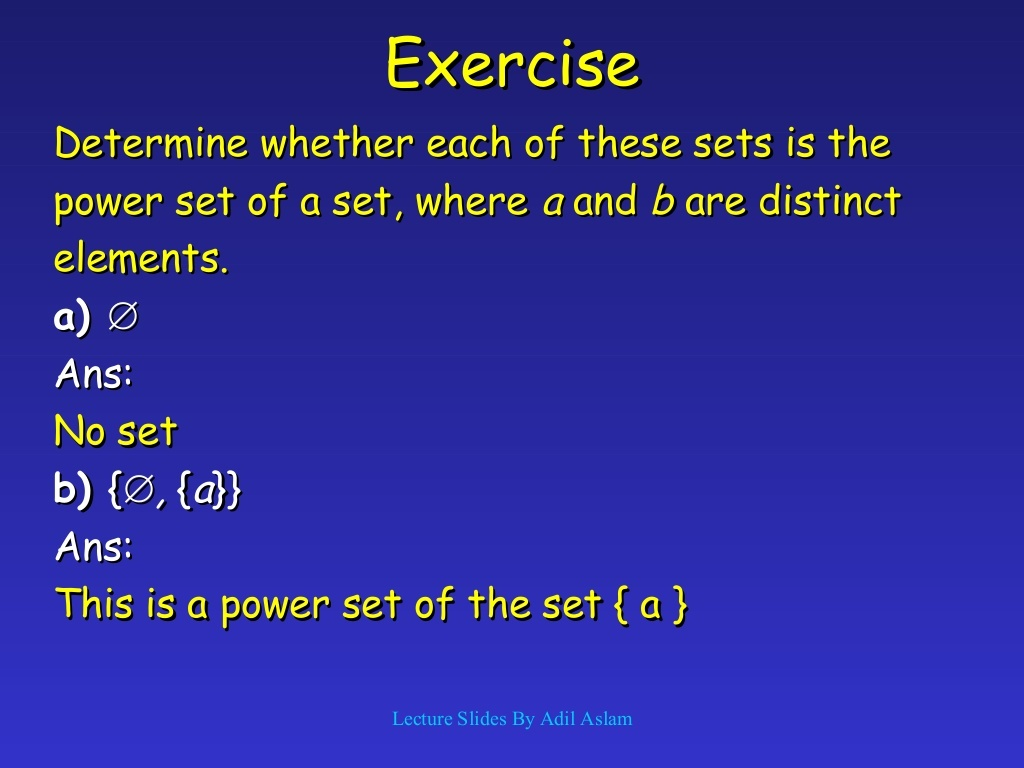 Exercise
Determine whether each of these sets is the
power set of a set, where a and b are distinct
elements.
a) ∅
Ans:
No set
b) {∅, {a}}
Ans:
This is a power set of the set { a }
Lecture Slides By Adil Aslam